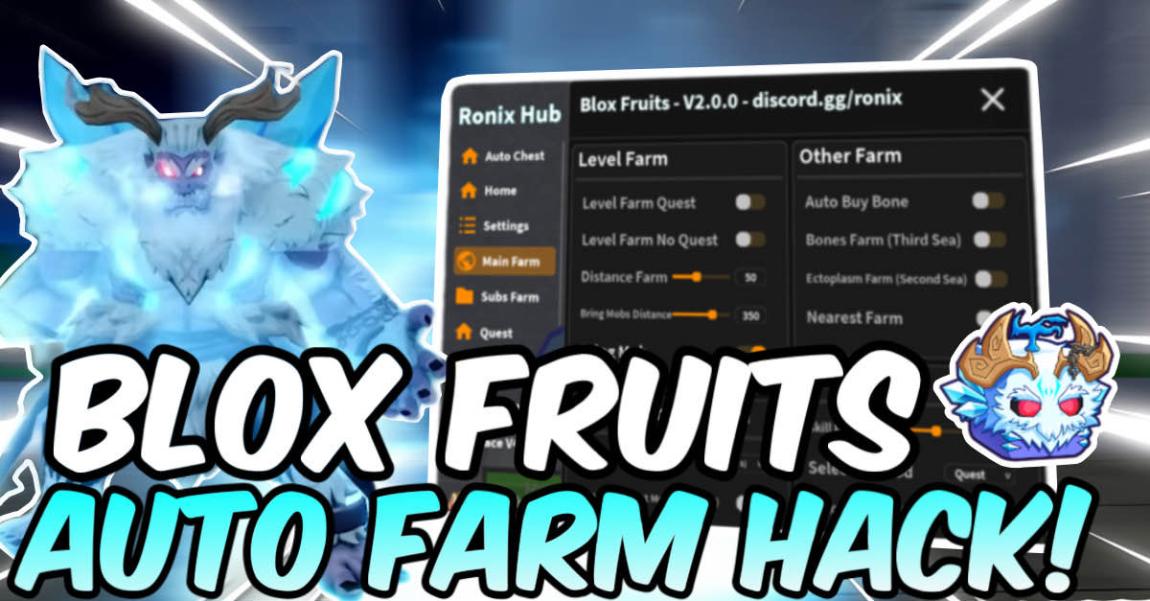 Ronix Hub
Blox Fruits - V2.0.0 - discord.gg/ronix
Auto Chest
Home
Settings
Main Farm
Subs Farm
Quest
Level Farm
Level Farm Quest
Level Farm No Quest
Distance Farm 50
Bring Mobs Distance 350
Other Farm
Auto Buy Bone
Bones Farm (Third Sea)
Ectoplasm Farm (Second Sea)
Nearest Farm
Quest
BLOX FRUITS
AUTO FARM HACK!